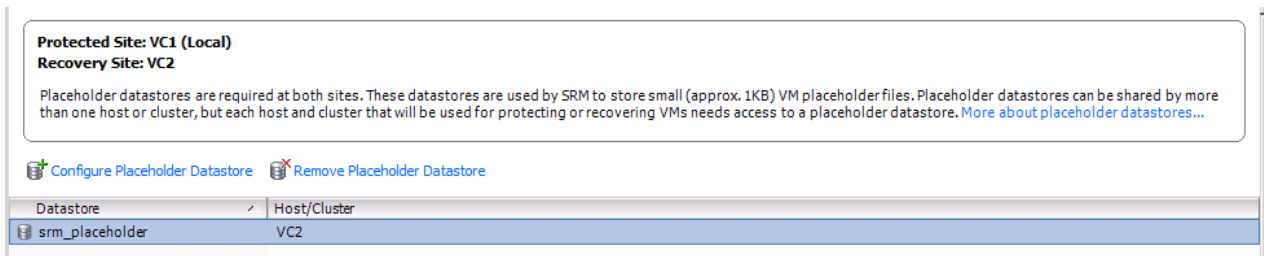 Protected Site: VC1 (Local)
Recovery Site: VC2
Placeholder datastores are required at both sites. These datastores are used by SRM to store small (approx. 1KB) VM placeholder files. Placeholder datastores can be shared by more
than one host or cluster, but each host and cluster that will be used for protecting or recovering VMs needs access to a placeholder datastore. More about placeholder datastores...
Configure Placeholder Datastore Remove Placeholder Datastore
Datastore Host/Cluster
srm_placeholder VC2